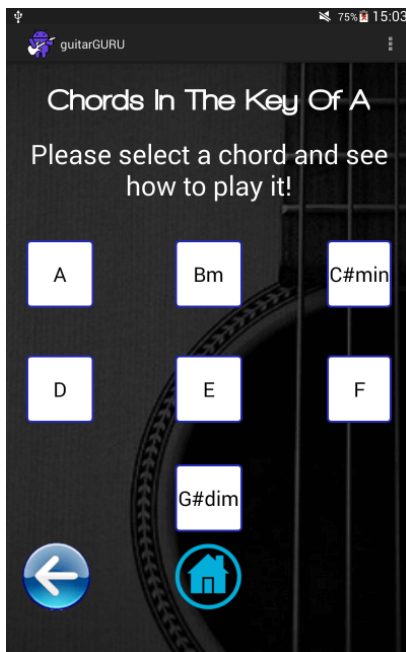 75% 15:03
guitarGURU
Chords In The Key Of A
Please select a chord and see
how to play it!
A Bm C#min
D E F
G#dim